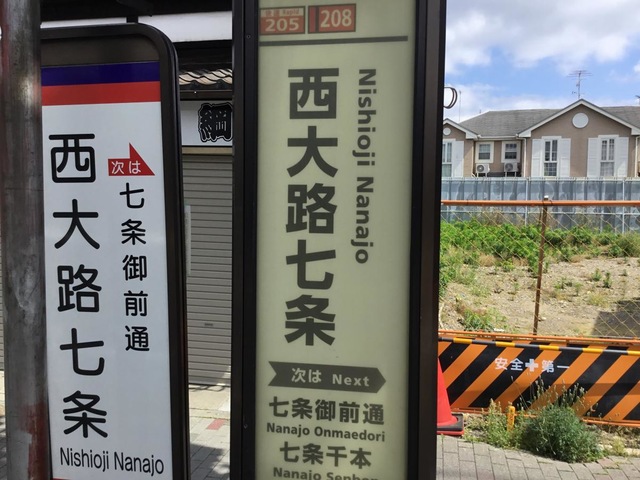 西大路七条
次は
七条御前通
Nishioji Nanajo
綱
205
208
西大路七条
Nishioji Nanajo
次は Next
七条御前通
Nanajo Onmaedori
七条千本
Nanajo
安全✚第一